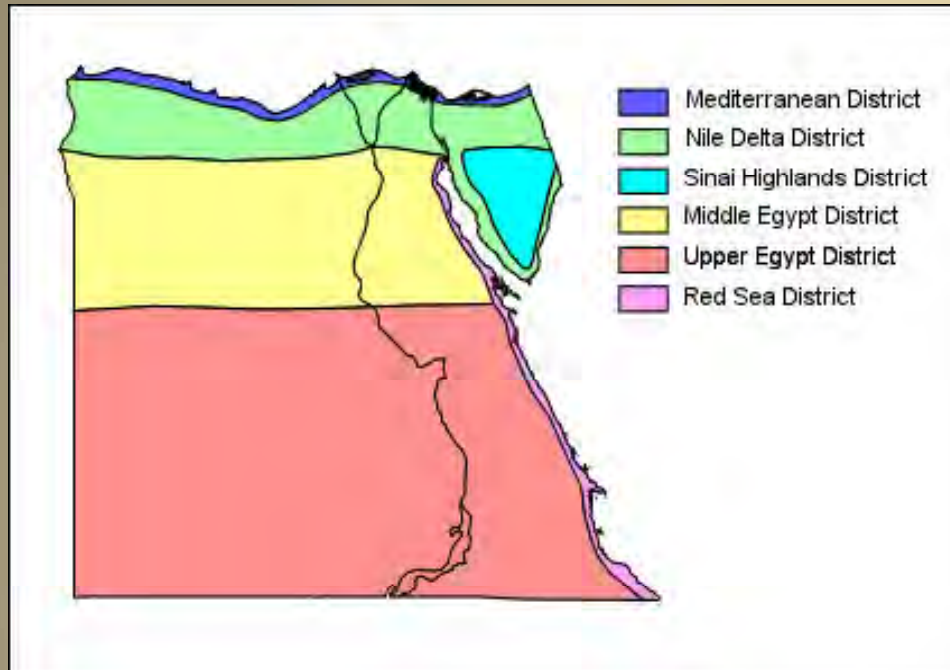 Mediterranean District
Nile Delta District
Sinai Highlands District
Middle Egypt District
Upper Egypt District
Red Sea District